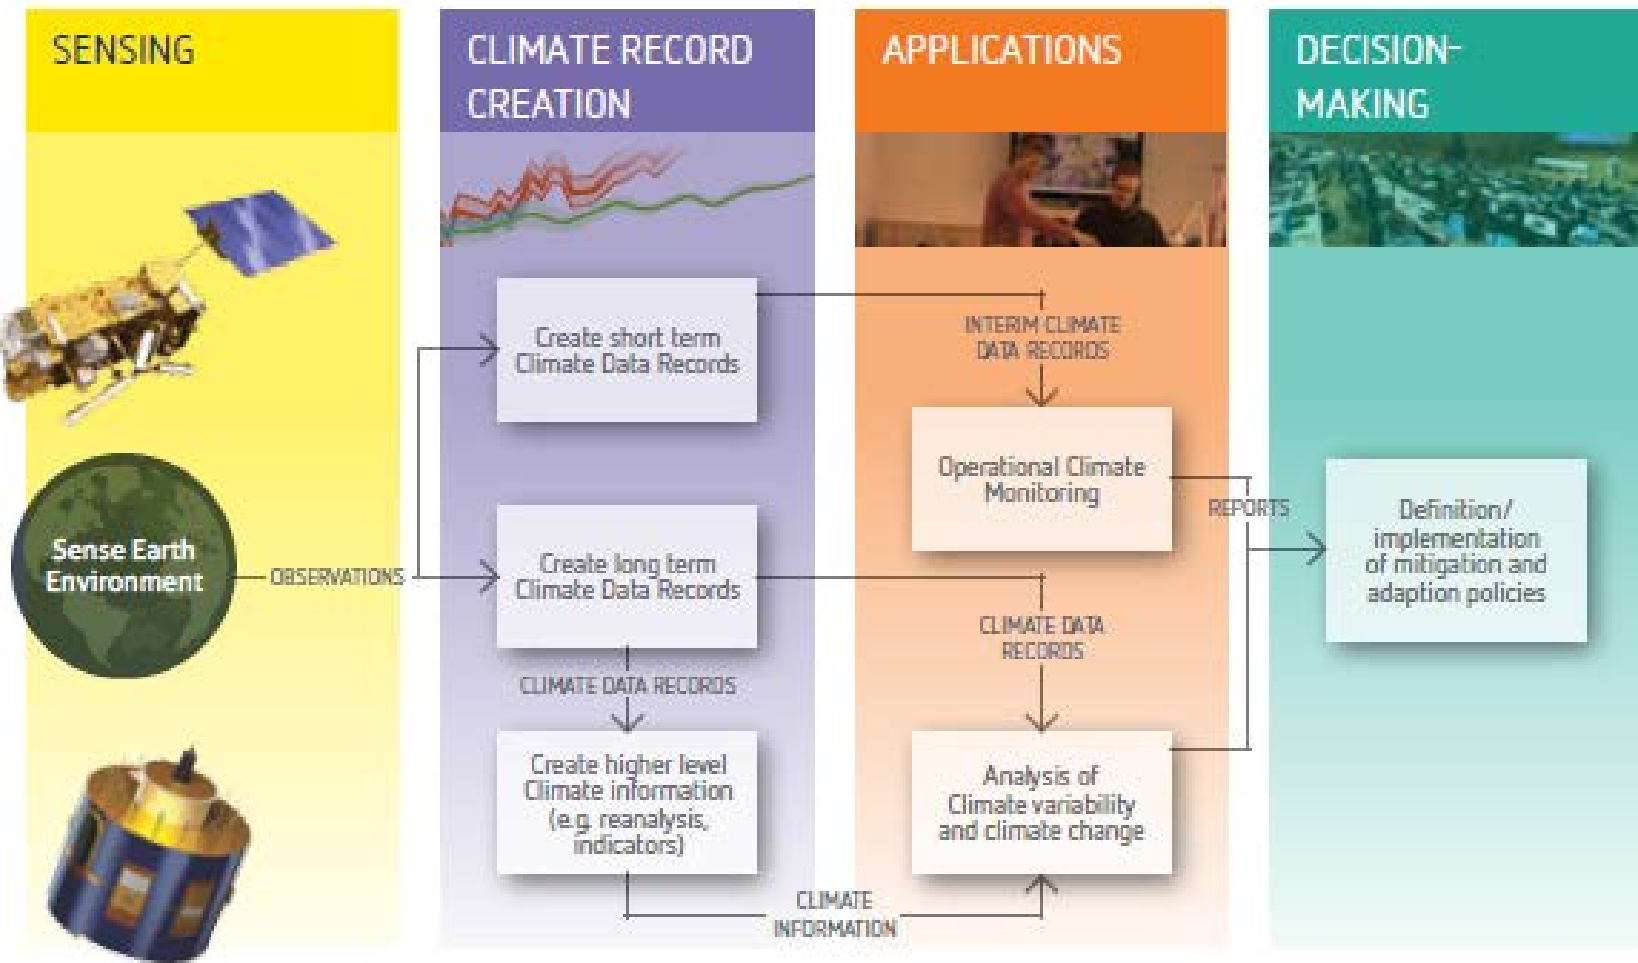 SENSING
CLIMATE RECORD
CREATION
APPLICATIONS
DECISION-
MAKING
Sense Earth
Environment
OBSERVATIONS
Create short term
Climate Data Records
Create long term
Climate Data Records
CLIMATE DATA RECORDS
Create higher level
Climate information
(e.g. reanalysis,
indicators)
CLIMATE
INFORMATION
INTERIM CLIMATE
DATA RECORDS
Operational Climate
Monitoring
CLIMATE DATA
RECORDS
Analysis of
Climate variability
and climate change
REPORTS
Definition/
implementation
of mitigation and
adaption policies